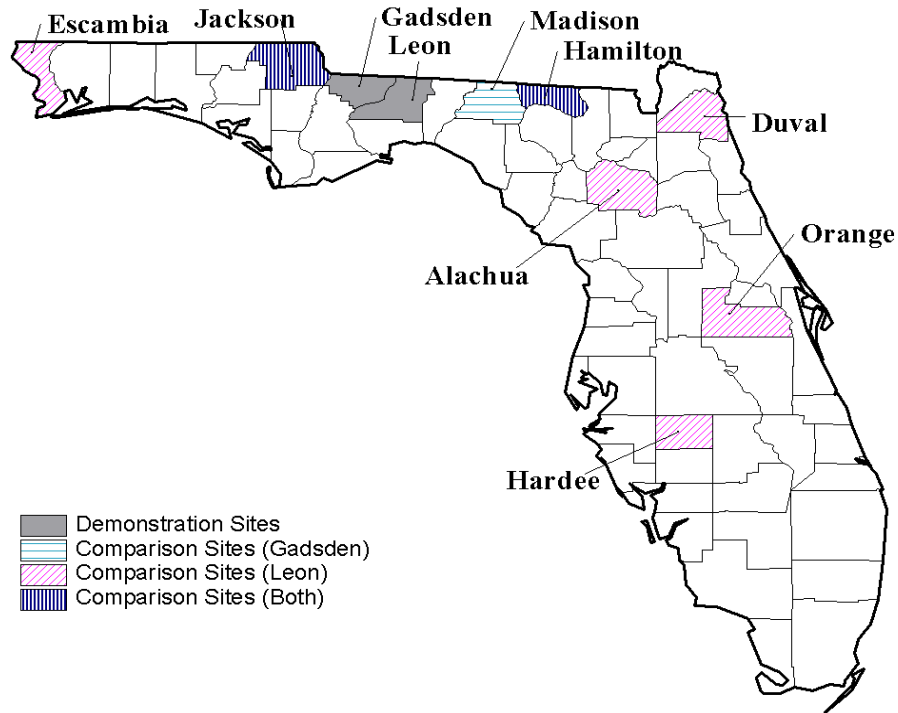 Escambia
Jackson
Gadsden
Leon
Madison
Hamilton
Duval
Orange
Alachua
Hardee
Demonstration Sites
Comparison Sites (Gadsden)
Comparison Sites (Leon)
Comparison Sites (Both)